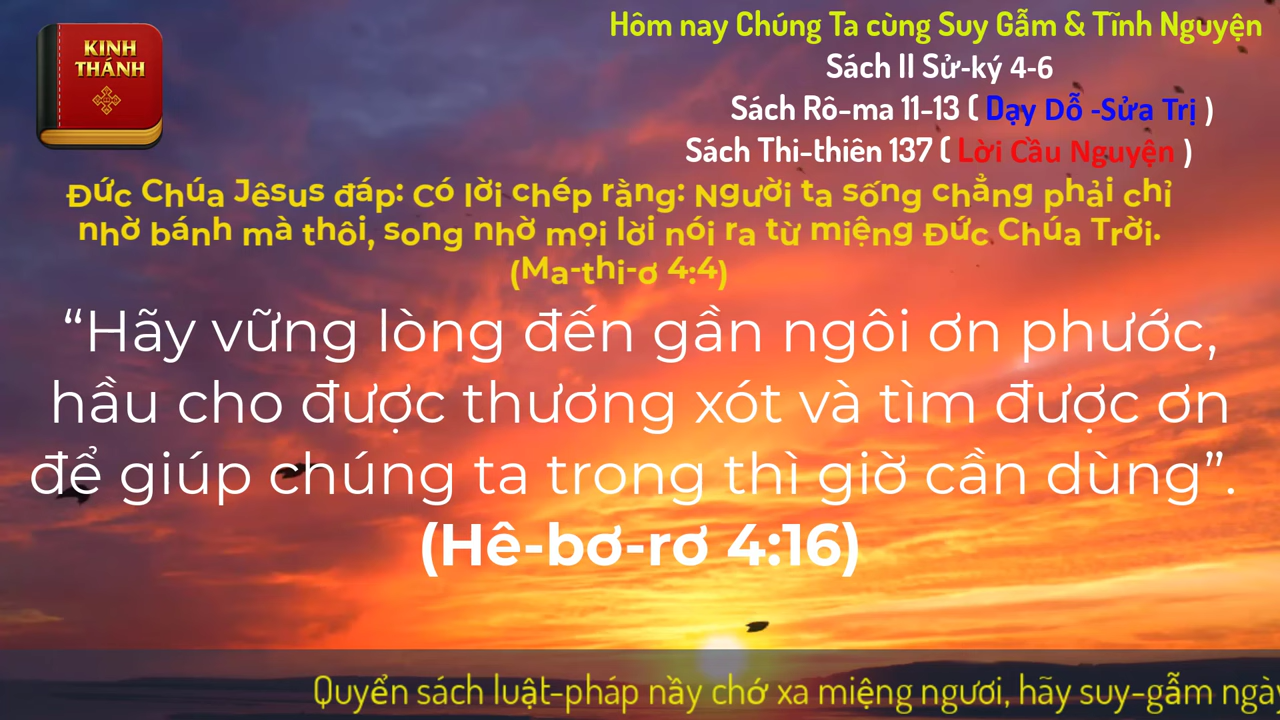 KINH
THÁNH
Hôm nay Chúng Ta cùng Suy Gẫm & Tĩnh Nguyện
Sách II Sử-ký 4-6
Sách Rô-ma 11-13 ( Dạy Dỗ -Sửa Trị )
Sách Thi-thiên 137 ( Lời Cầu Nguyện )
Đức Chúa Jêsus đáp: Có lời chép rằng: Người ta sống chẳng phải chỉ
nhờ bánh mà thôi, song nhờ mọi lời nói ra từ miệng Đức Chúa Trời.
(Ma-thi-ơ 4:4)
“Hãy vững lòng đến gần ngôi ơn phước,
hầu cho được thương xót và tìm được ơn
để giúp chúng ta trong thì giờ cần dùng”.
(Hê-bơ-rơ 4:16)
Quyển sách luật-pháp nầy chớ xa miệng ngươi, hãy suy-gẫm ngày